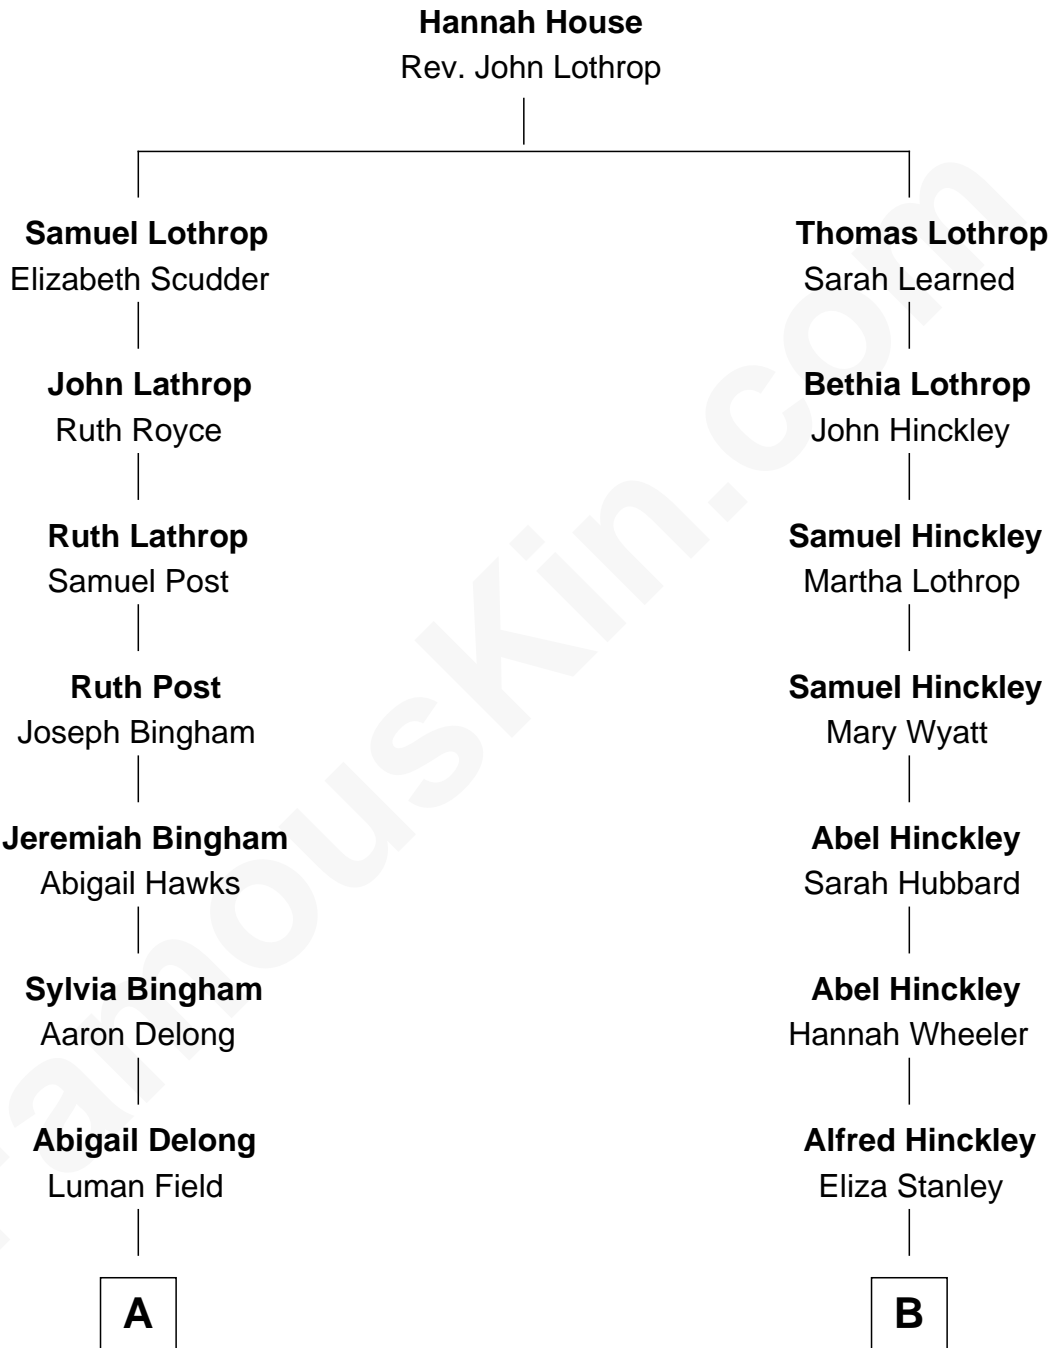 Hannah House
Rev. John Lothrop
Samuel Lothrop
Elizabeth Scudder
John Lathrop
Ruth Royce
Ruth Lathrop
Samuel Post
Ruth Post
Joseph Bingham
Jeremiah Bingham
Abigail Hawks
Sylvia Bingham
Aaron Delong
Abigail Delong
Luman Field
A
Thomas Lothrop
Sarah Learned
Bethia Lothrop
John Hinckley
Samuel Hinckley
Martha Lothrop
Samuel Hinckley
Mary Wyatt
Abel Hinckley
Sarah Hubbard
Abel Hinckley
Hannah Wheeler
Alfred Hinckley
Eliza Stanley
B
FamousKin.com